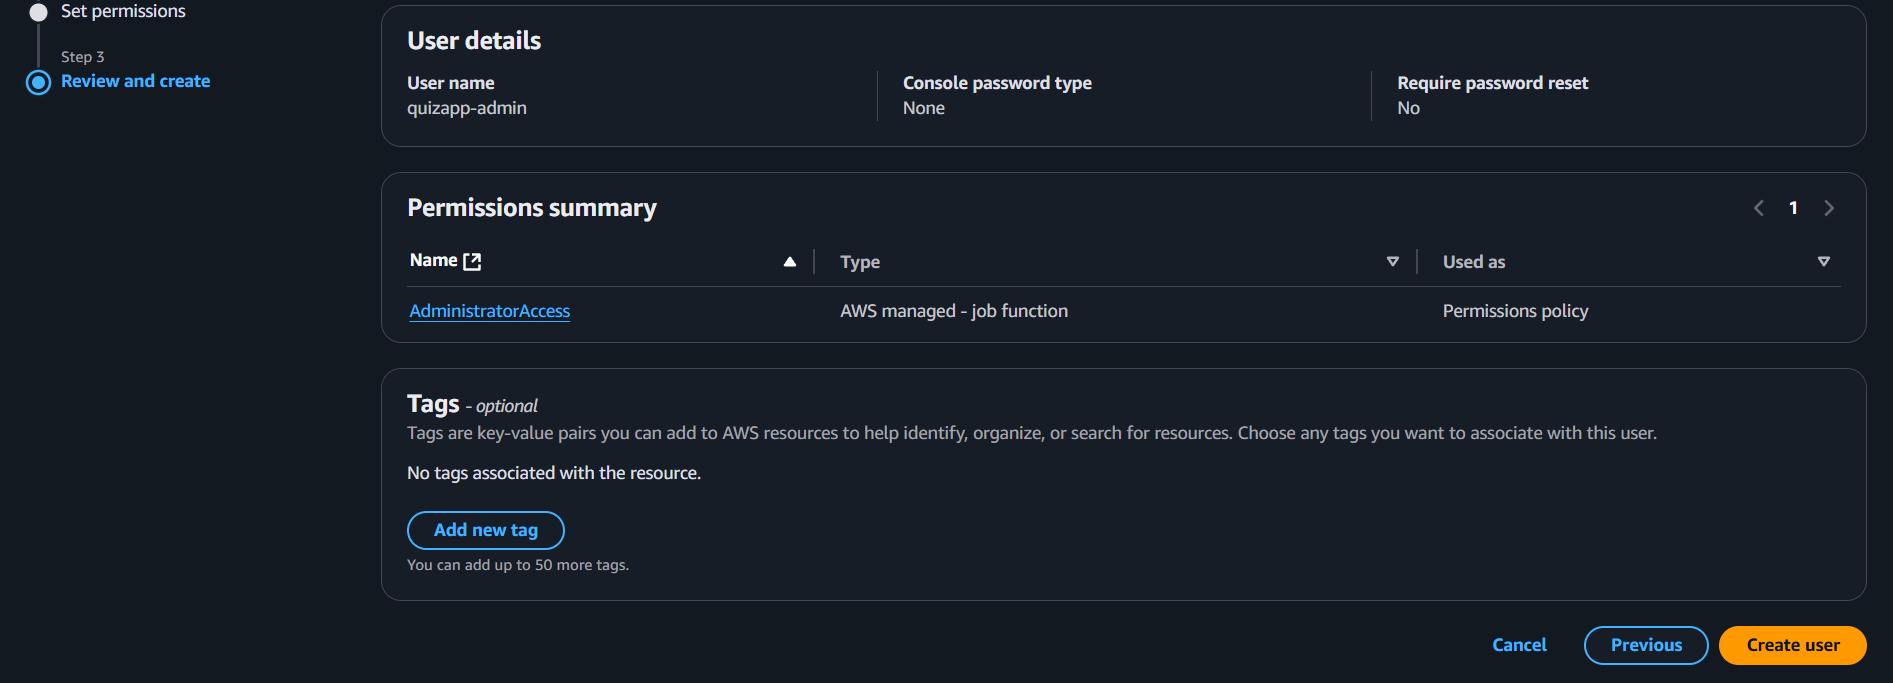 Set permissions
Step 3
Review and create
User details
User name
quizapp-admin
Console password type
None
Require password reset
No
Permissions summary
1
Name
Type
Used as
AdministratorAccess
AWS managed - job function
Permissions policy
Tags - optional
Tags are key-value pairs you can add to AWS resources to help identify, organize, or search for resources. Choose any tags you want to associate with this user.
No tags associated with the resource.
Add new tag
You can add up to 50 more tags.
Cancel
Previous
Create user